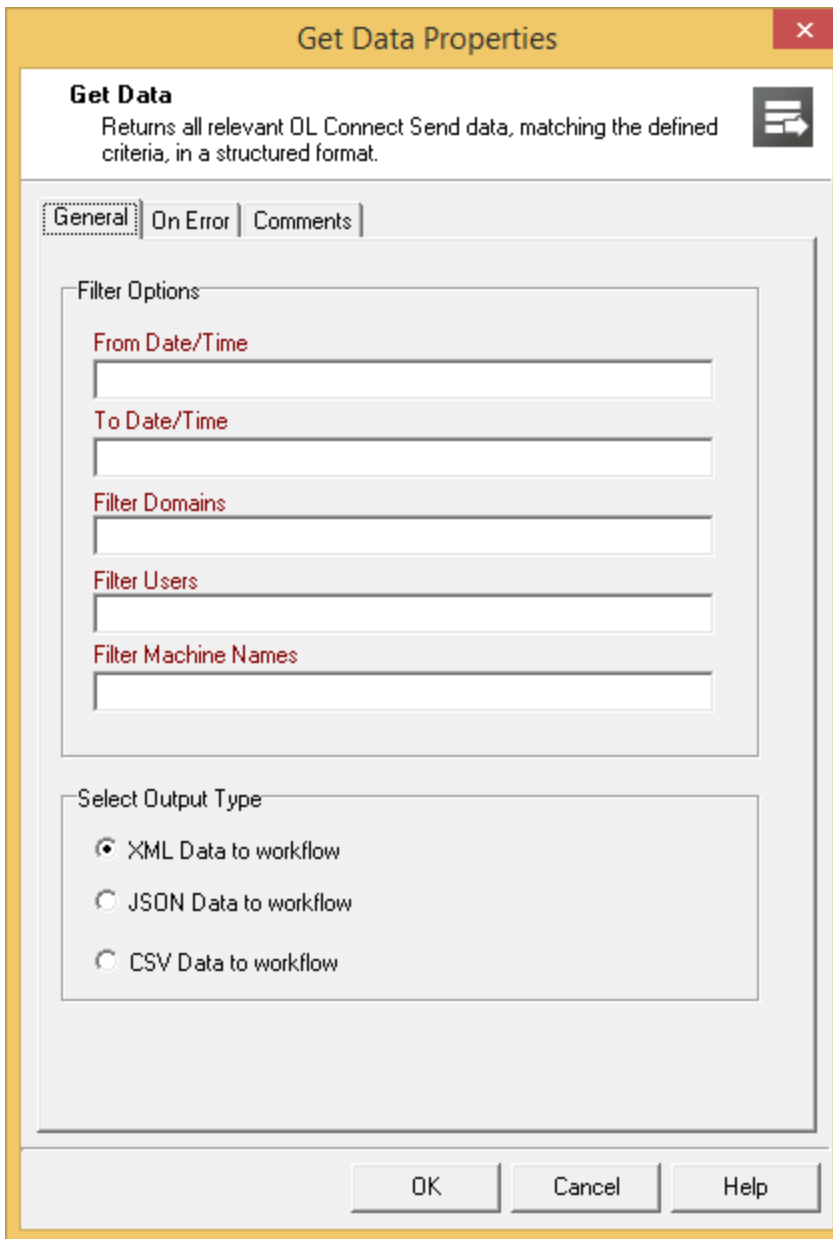 Get Data Properties
Get Data
Returns all relevant OL Connect Send data, matching the defined
criteria, in a structured format.
General On Error Comments
Filter Options
From Date/Time
To Date/Time
Filter Domains
Filter Users
Filter Machine Names
Select Output Type
XML Data to workflow
JSON Data to workflow
CSV Data to workflow
OK Cancel Help